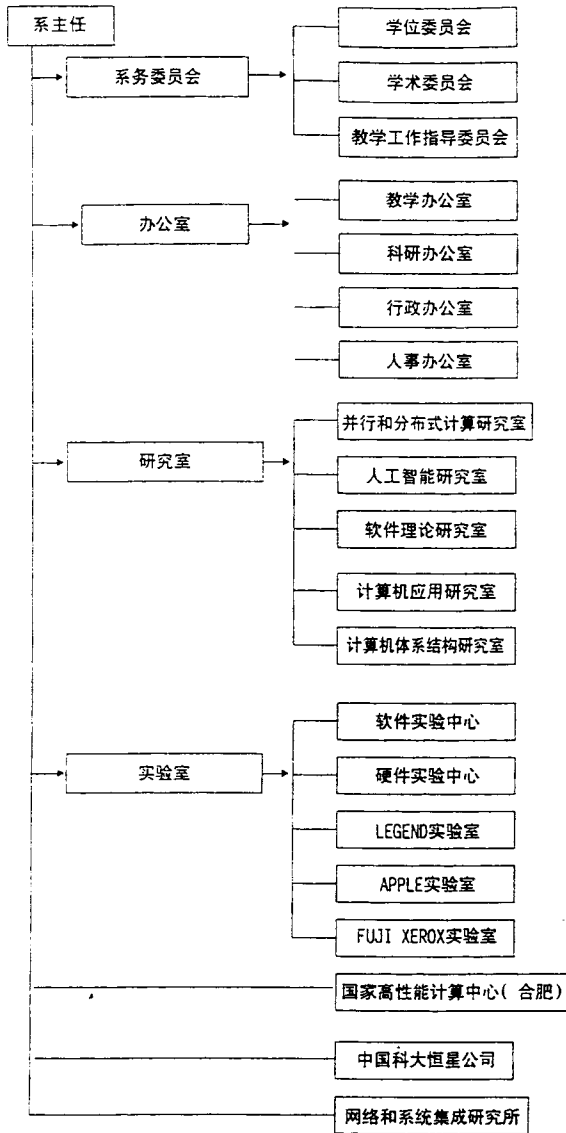 系主任
系务委员会
学位委员会
学术委员会
教学工作指导委员会
办公室
教学办公室
科研办公室
行政办公室
人事办公室
研究室
并行和分布式计算研究室
人工智能研究室
软件理论研究室
计算机应用研究室
计算机体系结构研究室
实验室
软件实验中心
硬件实验中心
LEGEND实验室
APPLE实验室
FUJI XEROX实验室
国家高性能计算中心( 合肥)
中国科大恒星公司
网络和系统集成研究所